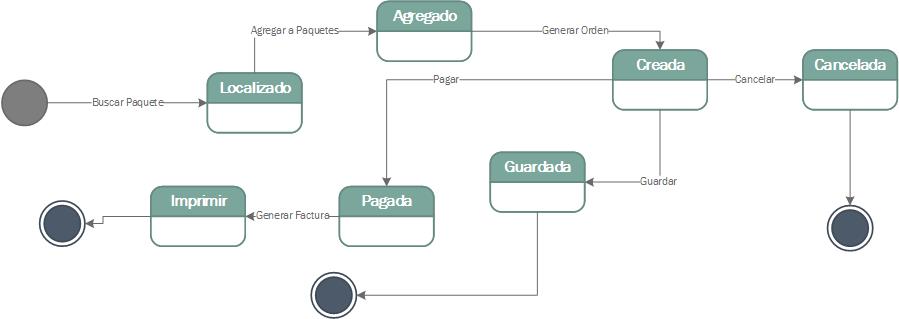 Agregado
Agregar a Paquetes
Generar Orden
Creada
Cancelada
Localizado
Pagar
Cancelar
Buscar Paquete
Guardada
Guardar
Imprimir
Pagada
Generar Factura